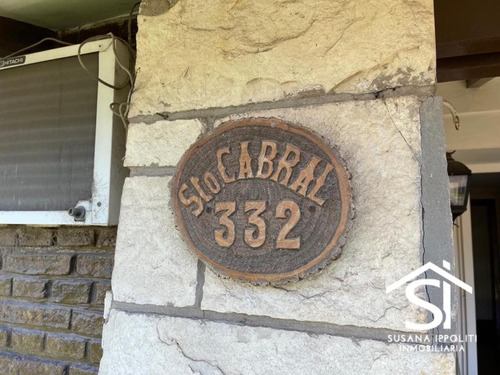 HITACHI
Sto CABRAL
332
SI
SUSANA IPPOLITI
INMOBILIARIA